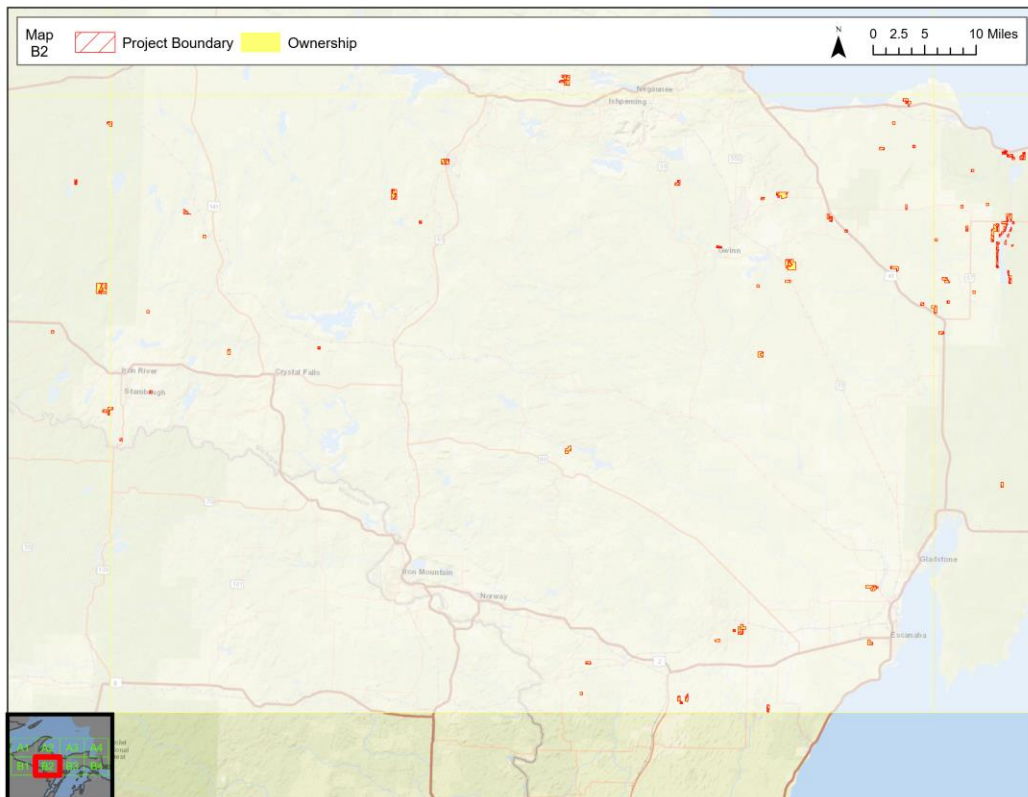 Map B2
Project Boundary
Ownership
N
0 2.5 5 10 Miles
Negaunee
Ishpeming
Gwinn
Iron River
Crystal Falls
Stambaugh
Gladstone
Iron Mountain
Norway
Escanaba
2
A1 A2 A3 A4
B1 B2 B3